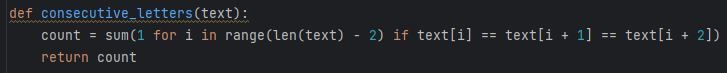 def consecutive_letters(text):
    count = sum(1 for i in range(len(text) - 2) if text[i] == text[i + 1] == text[i + 2])
    return count